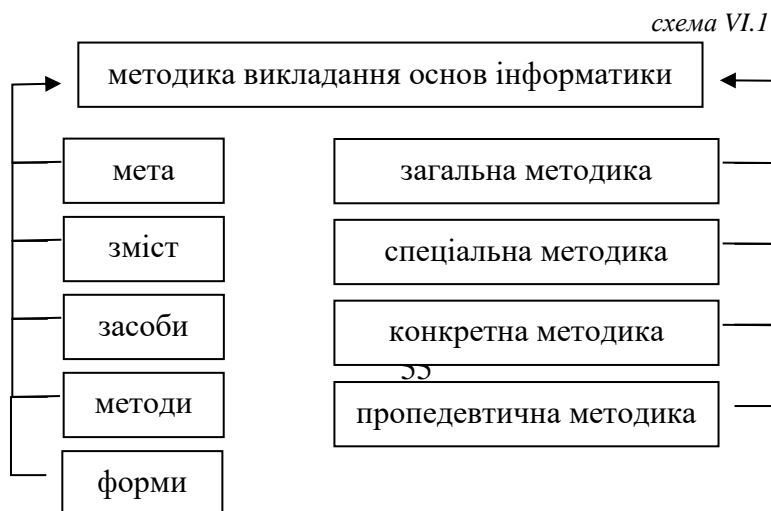 схема VI.1
методика викладання основ інформатики
мета
загальна методика
зміст
спеціальна методика
засоби
конкретна методика
55
методи
пропедевтична методика
форми